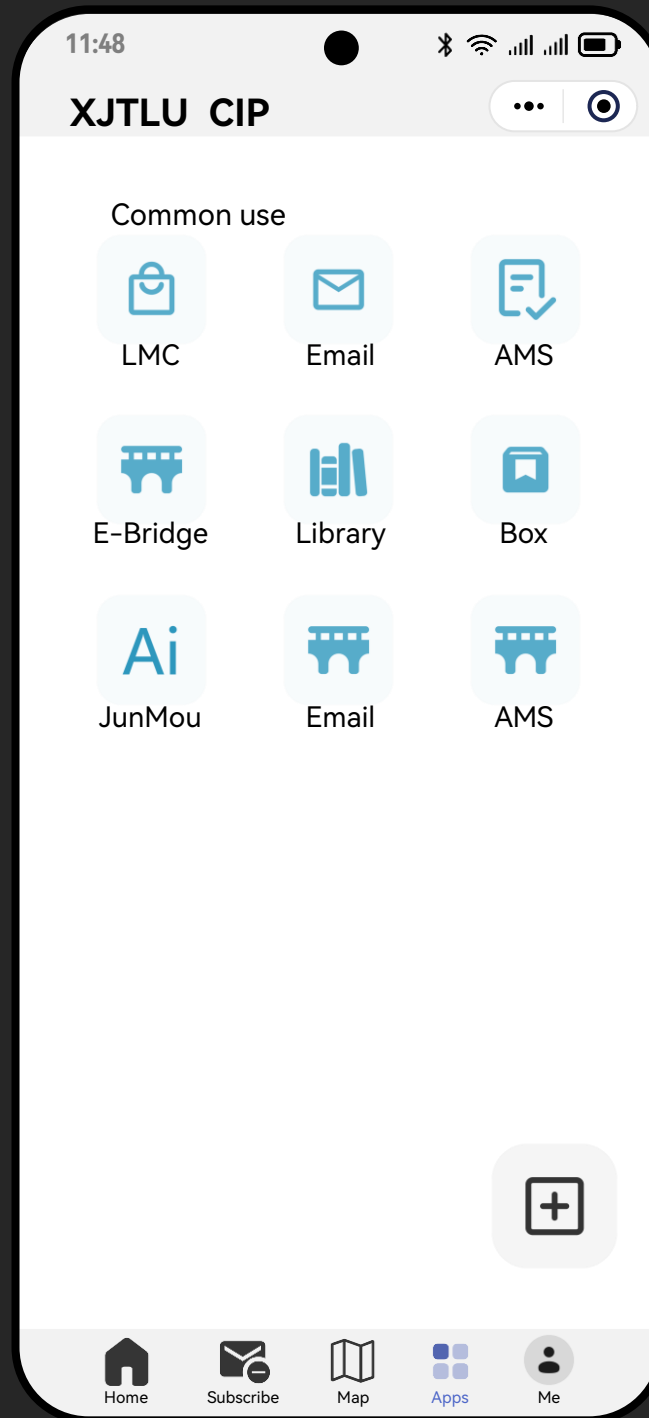 11:48
XJTLU CIP
Common use
LMC Email AMS
E-Bridge Library Box
Ai
JunMou Email AMS
Home Subscribe Map Apps Me